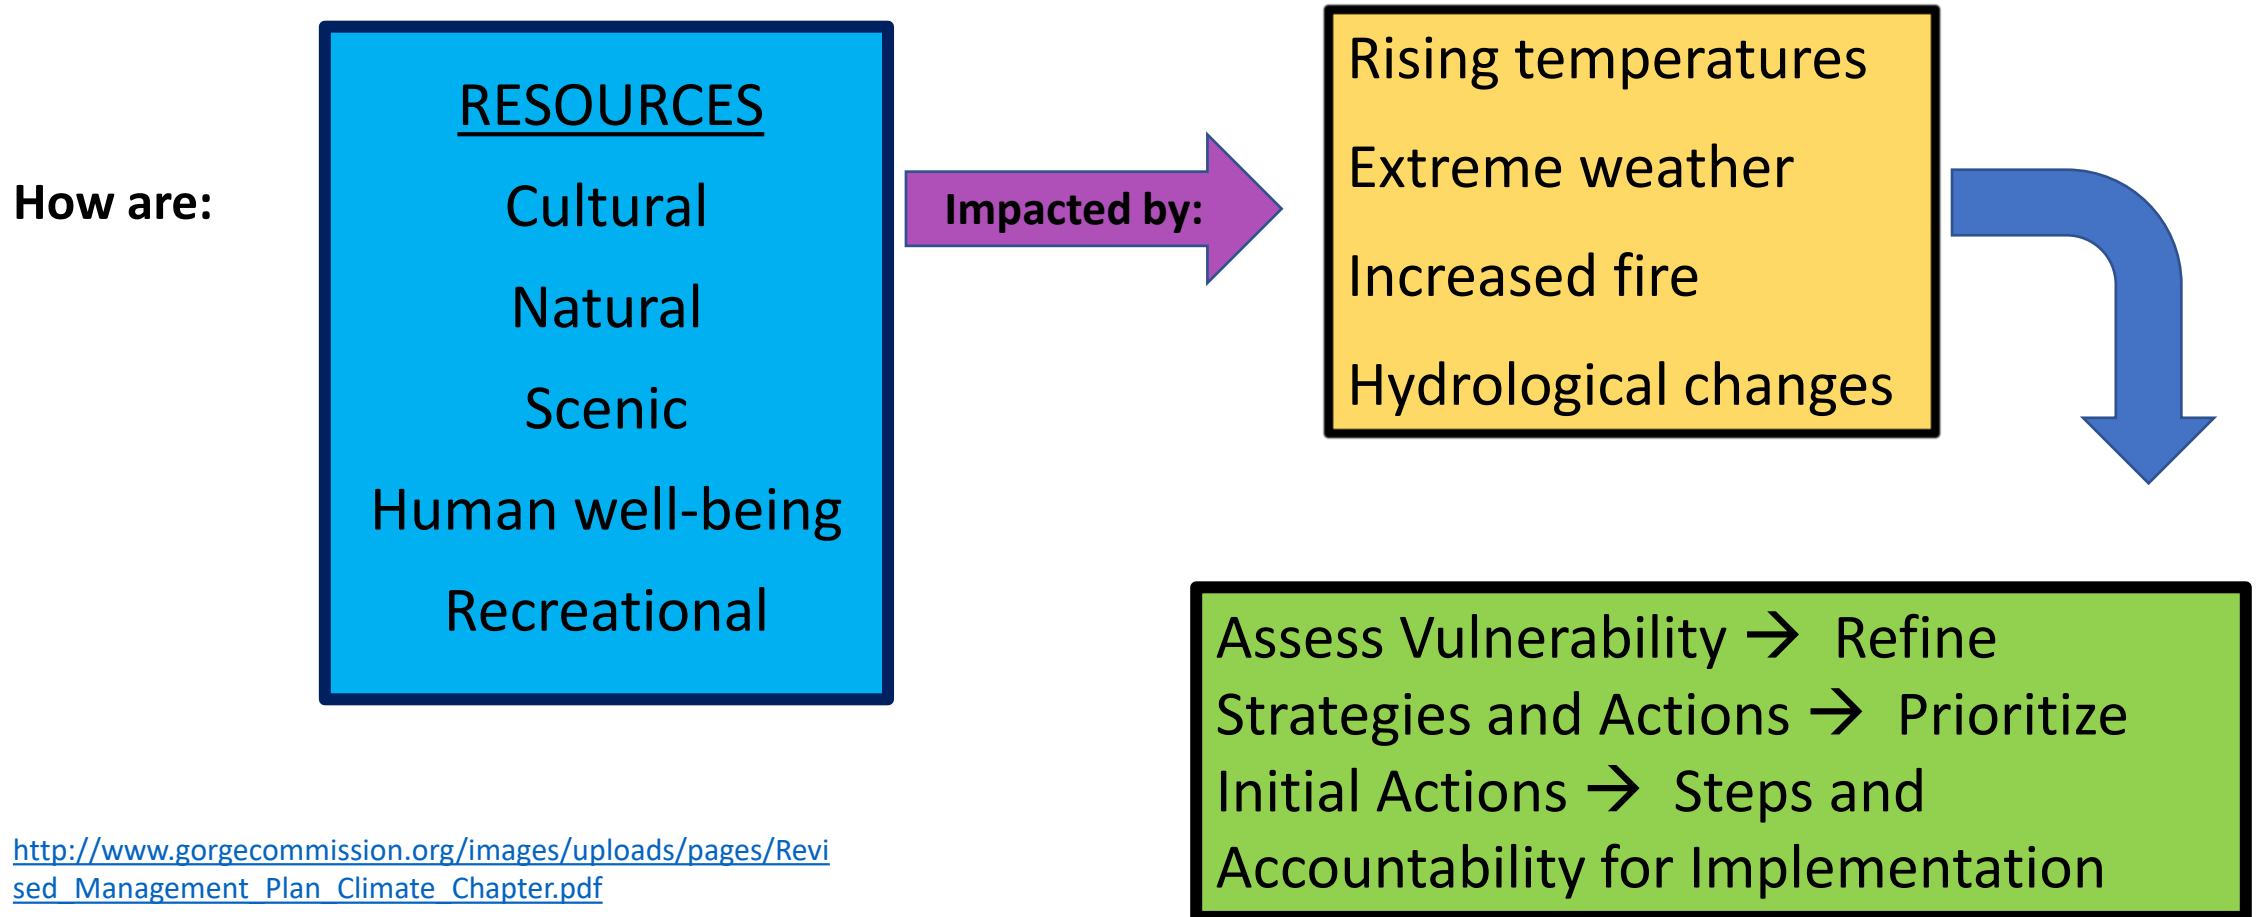 How are:
RESOURCES
Cultural
Natural
Scenic
Human well-being
Recreational
Impacted by:
Rising temperatures
Extreme weather
Increased fire
Hydrological changes
Assess Vulnerability → Refine
Strategies and Actions → Prioritize
Initial Actions → Steps and
Accountability for Implementation
http://www.gorgecommission.org/images/uploads/pages/Revi
sed_Management_Plan_Climate_Chapter.pdf